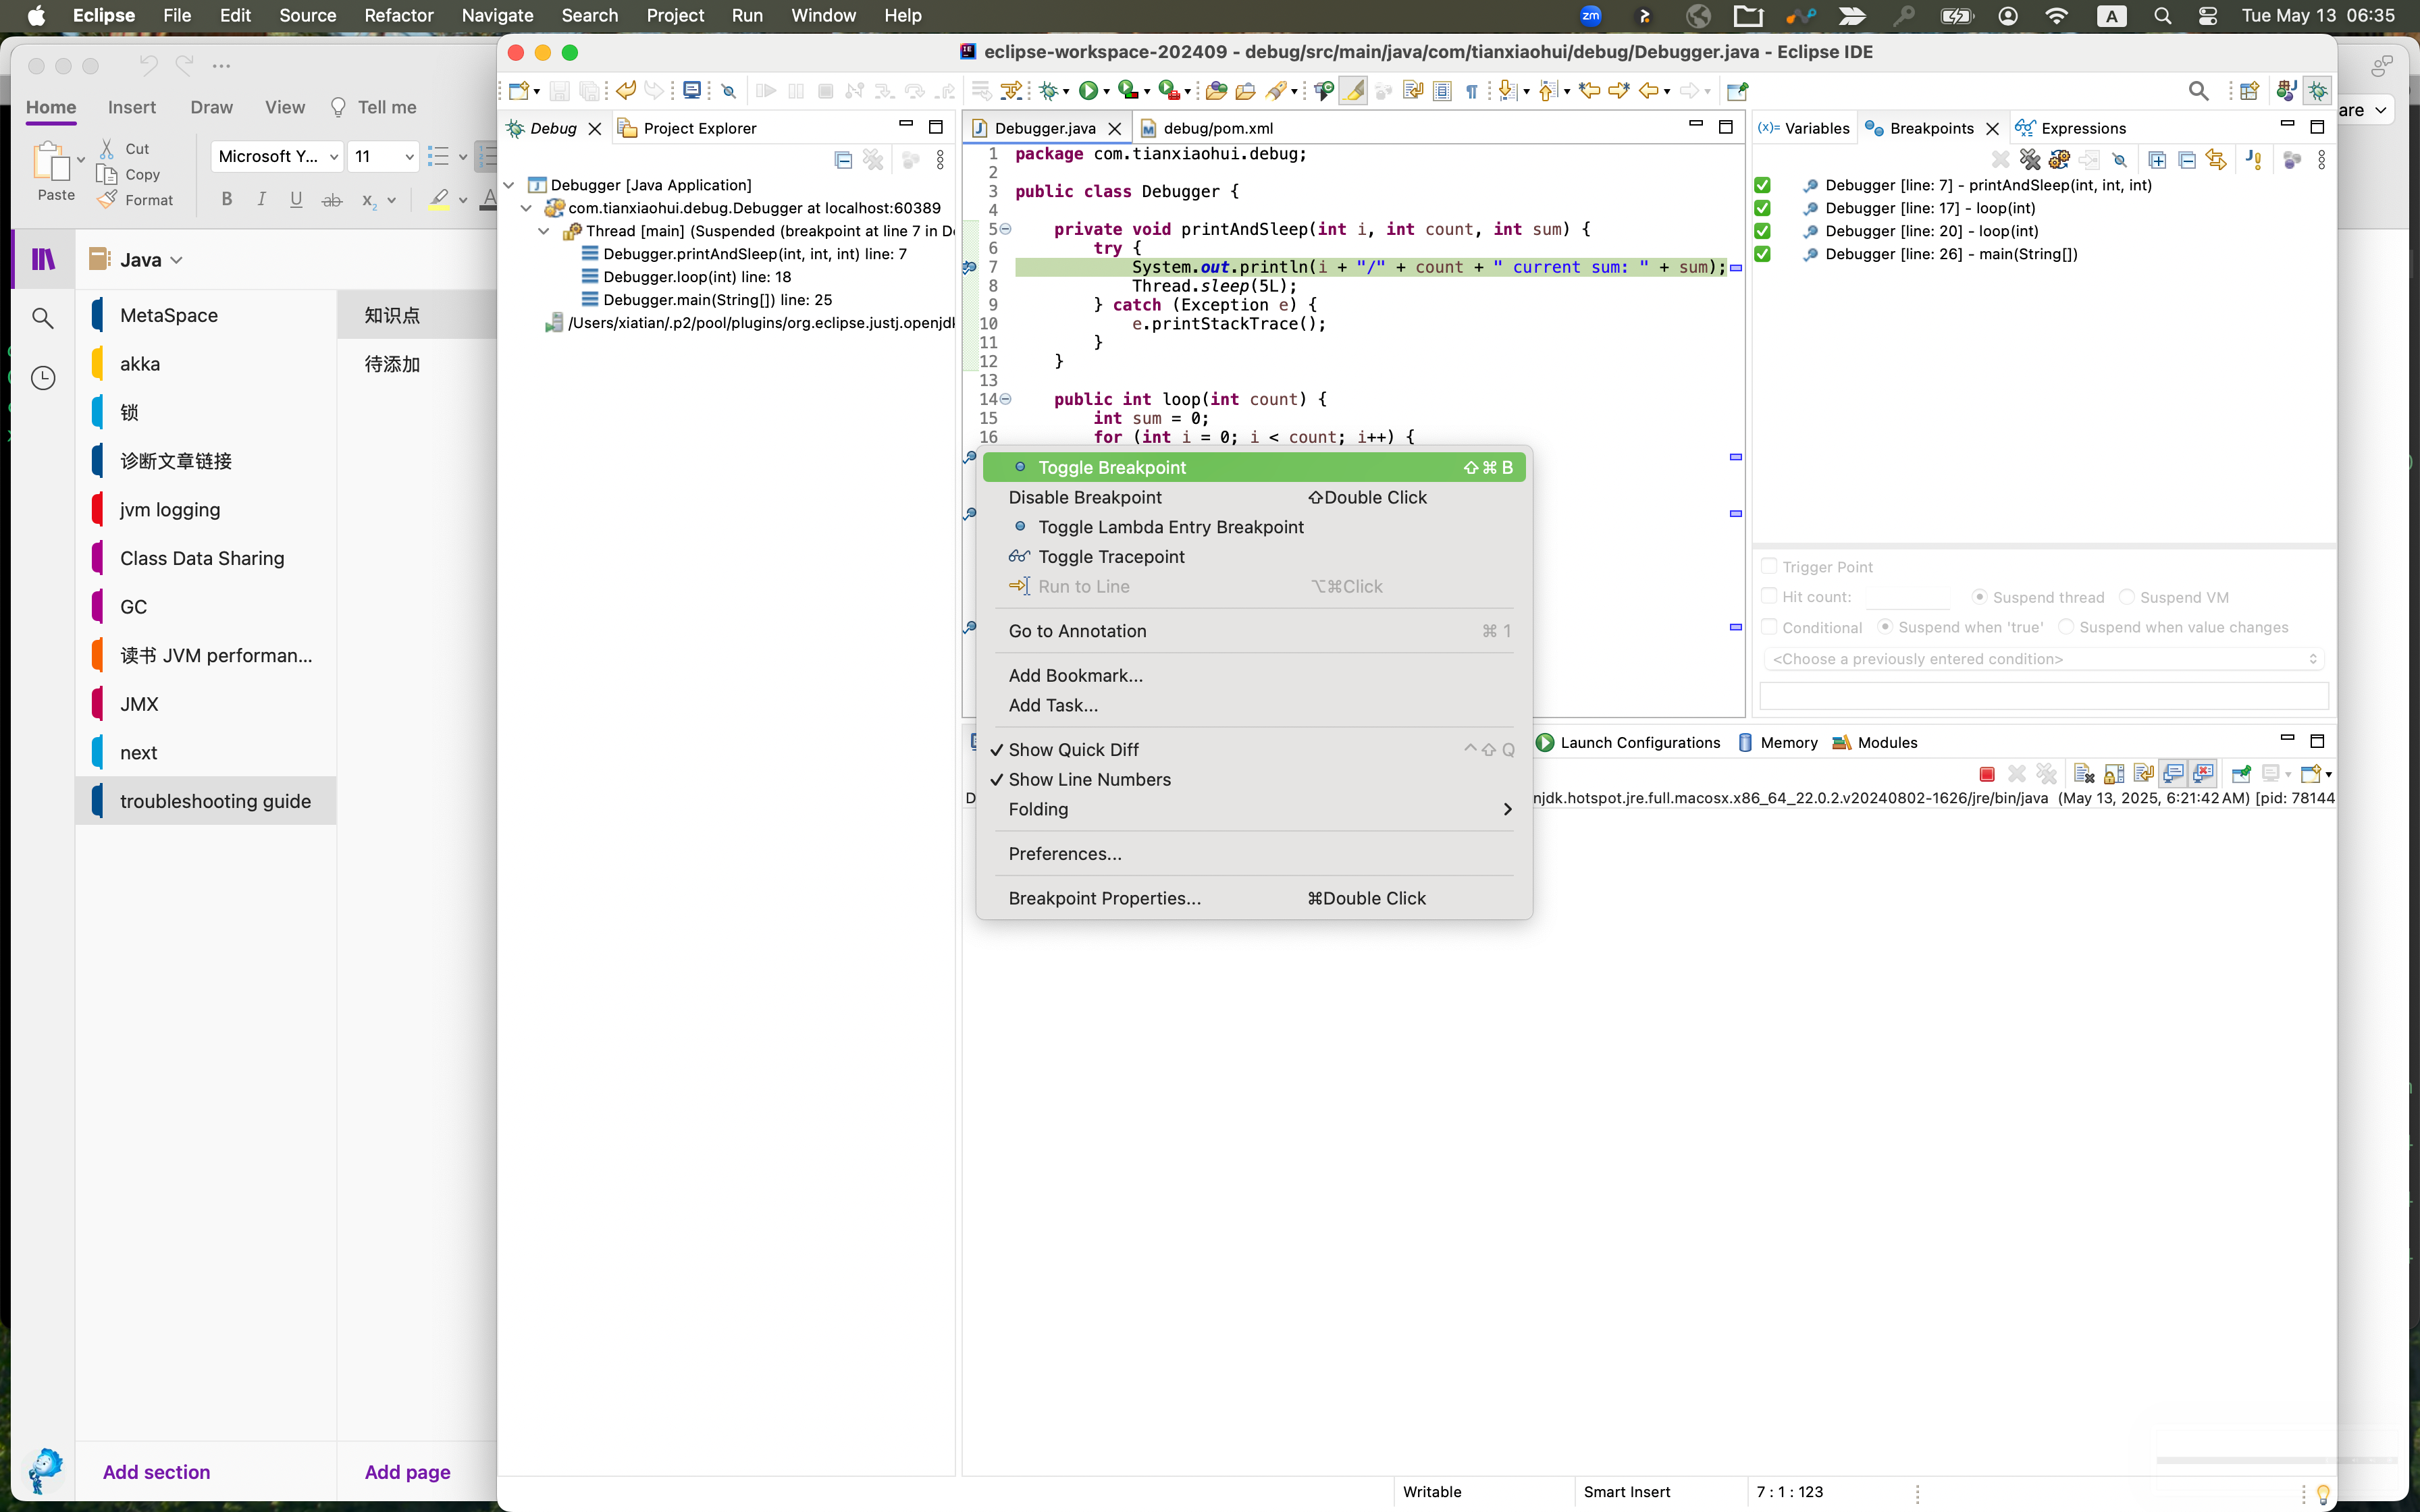 Eclipse File Edit Source Refactor Navigate Search Project Run Window Help
zm A Tue May 13 06:35
eclipse-workspace-202409 - debug/src/main/java/com/tianxiaohui/debug/Debugger.java - Eclipse IDE
Home Insert Draw View Tell me
Cut
Copy
Format
Paste
Microsoft Y... 11
B I U ab x₂ A
Java
MetaSpace
akka
锁
诊断文章链接
jvm logging
Class Data Sharing
GC
读书 JVM performan...
JMX
next
troubleshooting guide
知识点
待添加
Add section
Add page
are
Debug Project Explorer
Debugger [Java Application]
com.tianxiaohui.debug.Debugger at localhost:60389
Thread [main] (Suspended (breakpoint at line 7 in De
Debugger.printAndSleep(int, int, int) line: 7
Debugger.loop(int) line: 18
Debugger.main(String[]) line: 25
/Users/xiatian/.p2/pool/plugins/org.eclipse.justj.openjdk
Debugger.java debug/pom.xml
1 package com.tianxiaohui.debug;
2
3 public class Debugger {
4
5 private void printAndSleep(int i, int count, int sum) {
6 try {
7 System.out.println(i + "/" + count + " current sum: " + sum);
8 Thread.sleep(5L);
9 } catch (Exception e) {
10 e.printStackTrace();
11 }
12 }
13
14 public int loop(int count) {
15 int sum = 0;
16 for (int i = 0; i < count; i++) {
Toggle Breakpoint ⇧⌘B
Disable Breakpoint ⇧Double Click
Toggle Lambda Entry Breakpoint
Toggle Tracepoint
Run to Line ⌥⌘Click
Go to Annotation ⌘ 1
Add Bookmark...
Add Task...
✓ Show Quick Diff ^⇧Q
✓ Show Line Numbers
Folding
Preferences...
Breakpoint Properties... ⌘Double Click
(x)= Variables Breakpoints Expressions
Debugger [line: 7] - printAndSleep(int, int, int)
Debugger [line: 17] - loop(int)
Debugger [line: 20] - loop(int)
Debugger [line: 26] - main(String[])
Trigger Point
Hit count: Suspend thread Suspend VM
Conditional Suspend when 'true' Suspend when value changes
<Choose a previously entered condition>
Launch Configurations Memory Modules
D njdk.hotspot.jre.full.macosx.x86_64_22.0.2.v20240802-1626/jre/bin/java (May 13, 2025, 6:21:42 AM) [pid: 78144
Writable Smart Insert 7 : 1 : 123